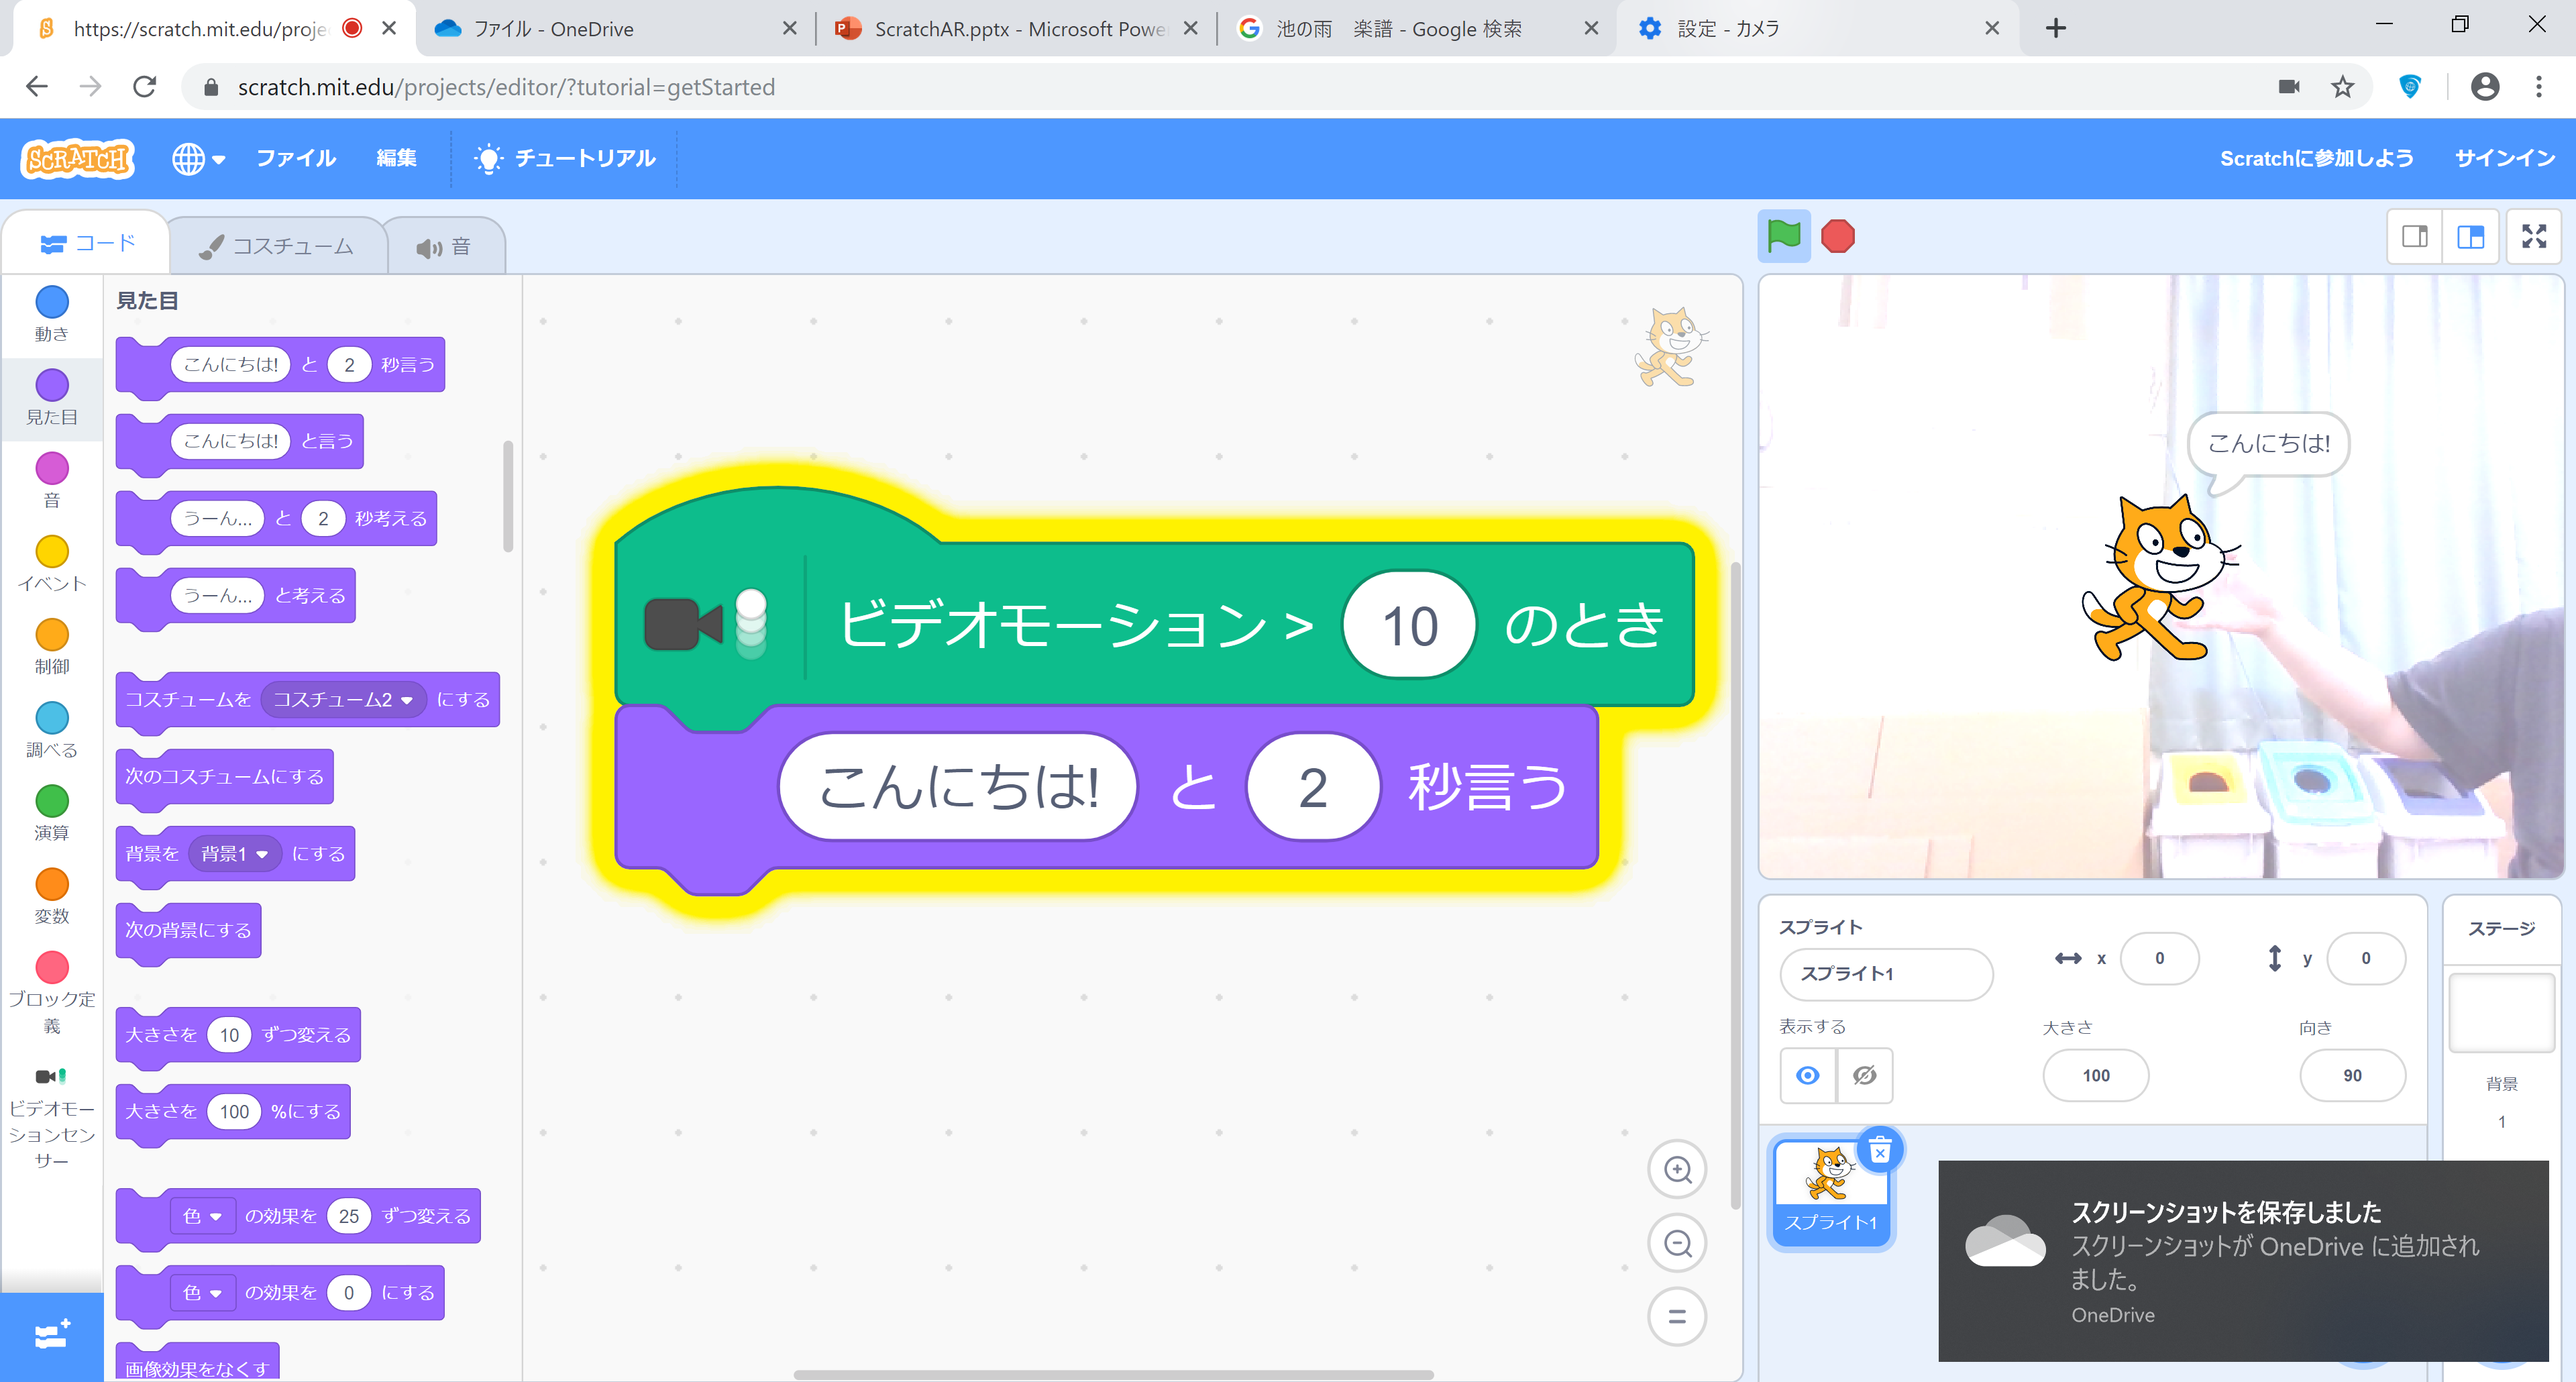 https://scratch.mit.edu/proje
ファイル - OneDrive
ScratchAR.pptx - Microsoft Powe
池の雨　楽譜 - Google 検索
設定 - カメラ
scratch.mit.edu/projects/editor/?tutorial=getStarted
SCRATCH
ファイル
編集
チュートリアル
Scratchに参加しよう
サインイン
コード
コスチューム
音
動き
見た目
音
イベント
制御
調べる
演算
変数
ブロック定
義
ビデオモー
ションセン
サー
見た目
こんにちは! と 2 秒言う
こんにちは! と言う
うーん... と 2 秒考える
うーん... と考える
コスチュームを コスチューム2 にする
次のコスチュームにする
背景を 背景1 にする
次の背景にする
大きさを 10 ずつ変える
大きさを 100 %にする
色 の効果を 25 ずつ変える
色 の効果を 0 にする
画像効果をなくす
ビデオモーション > 10 のとき
こんにちは! と 2 秒言う
こんにちは!
スプライト
スプライト1
x 0
y 0
表示する
大きさ
100
向き
90
スプライト1
ステージ
背景
1
スクリーンショットを保存しました
スクリーンショットが OneDrive に追加され
ました。
OneDrive